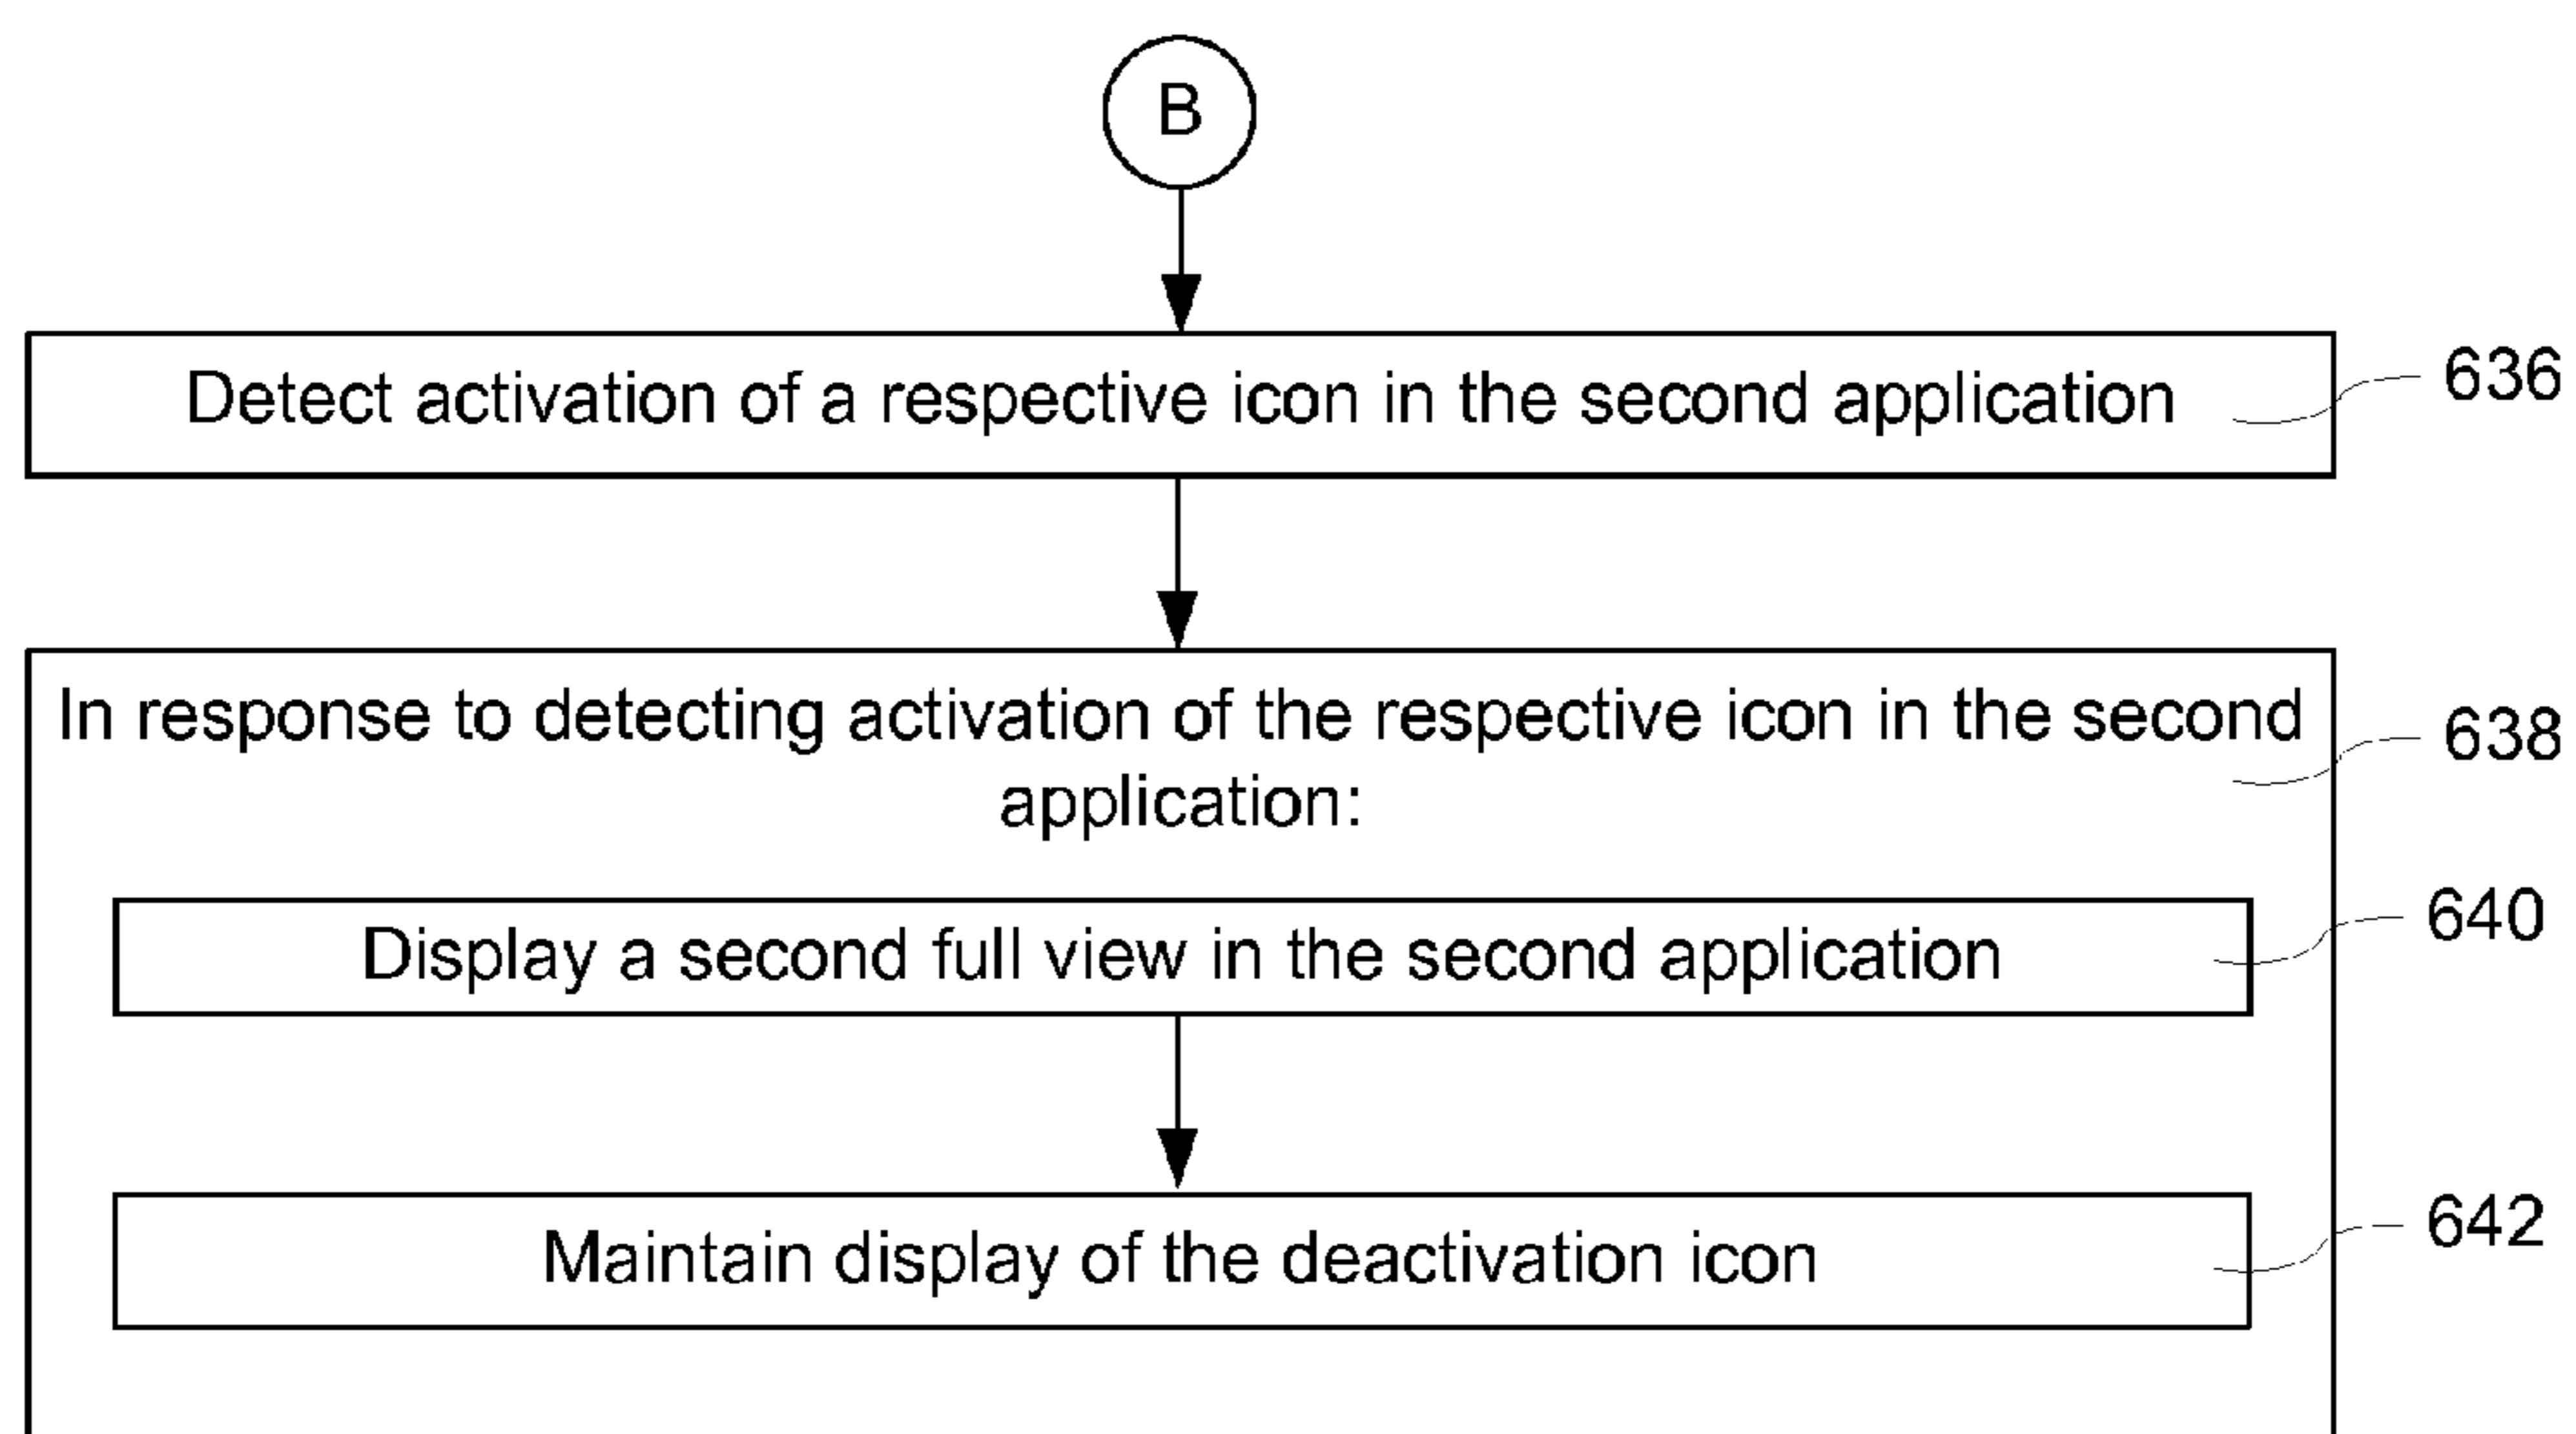 B
Detect activation of a respective icon in the second application
636
In response to detecting activation of the respective icon in the second
application:
638
Display a second full view in the second application
640
Maintain display of the deactivation icon
642